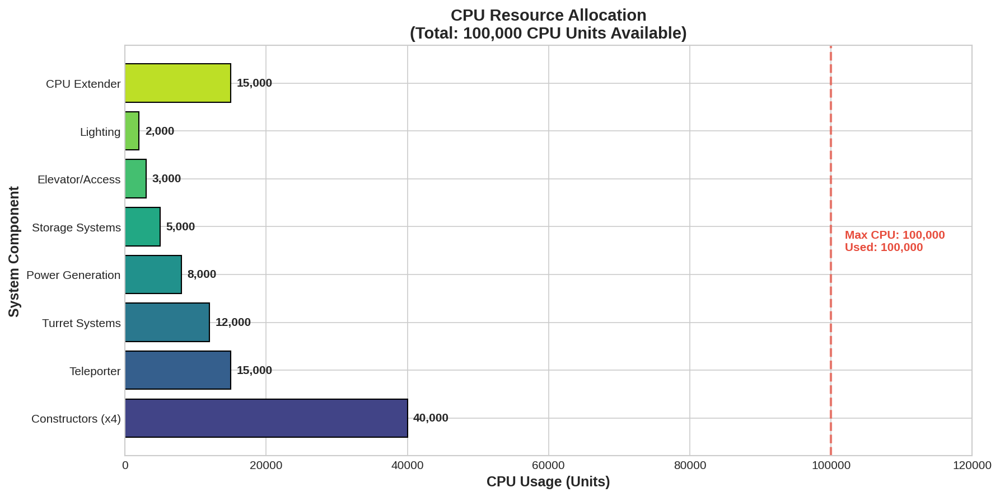 CPU Resource Allocation
(Total: 100,000 CPU Units Available)
System Component
CPU Extender
15,000
Lighting
2,000
Elevator/Access
3,000
Storage Systems
5,000
Max CPU: 100,000
Used: 100,000
Power Generation
8,000
Turret Systems
12,000
Teleporter
15,000
Constructors (x4)
40,000
0 20000 40000 60000 80000 100000 120000
CPU Usage (Units)